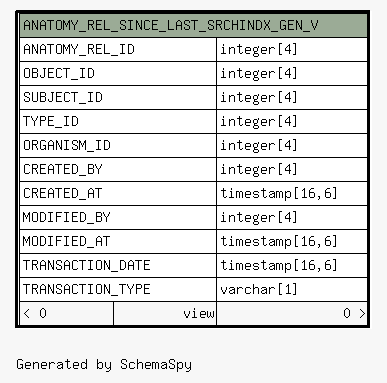 ANATOMY_REL_SINCE_LAST_SRCHINDX_GEN_V
ANATOMY_REL_ID integer[4]
OBJECT_ID integer[4]
SUBJECT_ID integer[4]
TYPE_ID integer[4]
ORGANISM_ID integer[4]
CREATED_BY integer[4]
CREATED_AT timestamp[16,6]
MODIFIED_BY integer[4]
MODIFIED_AT timestamp[16,6]
TRANSACTION_DATE timestamp[16,6]
TRANSACTION_TYPE varchar[1]
< 0 view 0 >
Generated by SchemaSpy